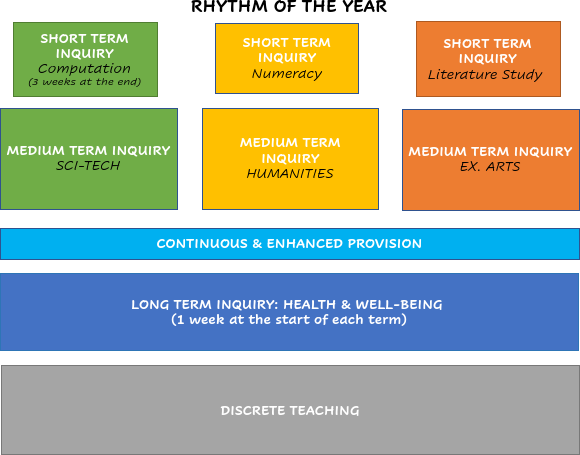 RHYTHM OF THE YEAR
SHORT TERM
INQUIRY
Computation
(3 weeks at the end)
SHORT TERM
INQUIRY
Numeracy
SHORT TERM
INQUIRY
Literature Study
MEDIUM TERM INQUIRY
SCI-TECH
MEDIUM TERM
INQUIRY
HUMANITIES
MEDIUM TERM INQUIRY
EX. ARTS
CONTINUOUS & ENHANCED PROVISION
LONG TERM INQUIRY: HEALTH & WELL-BEING
(1 week at the start of each term)
DISCRETE TEACHING